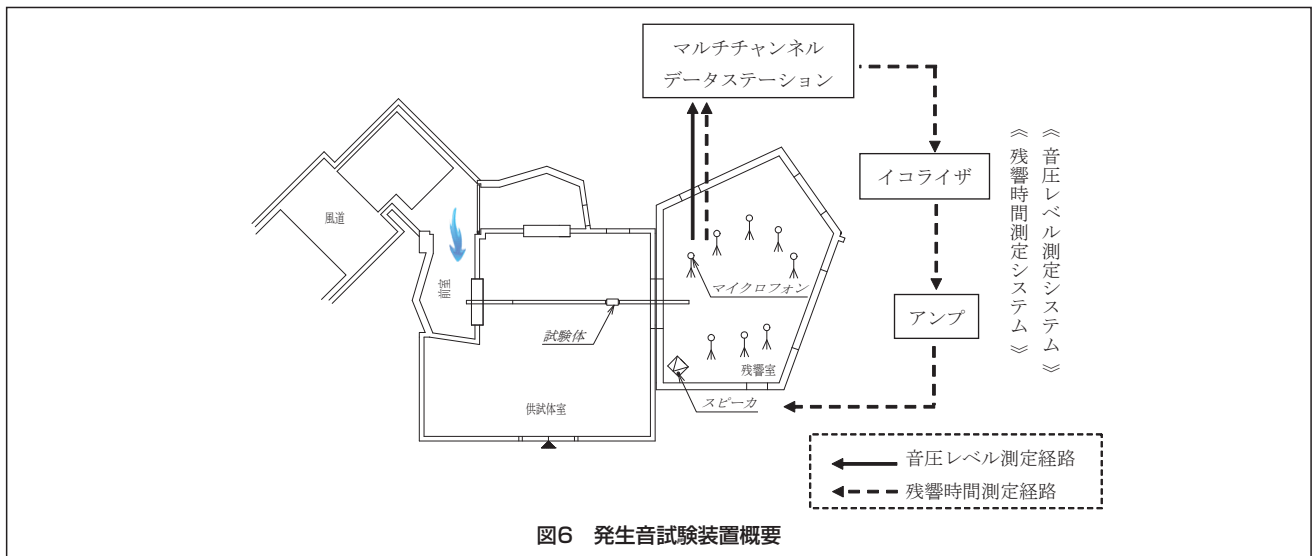 マルチチャンネル
データステーション
イコライザ
アンプ
《音圧レベル測定システム》
《残響時間測定システム》
風道
前室
マイクロフォン
試験体
残響室
スピーカ
供試体室
音圧レベル測定経路
残響時間測定経路
図6 発生音試験装置概要